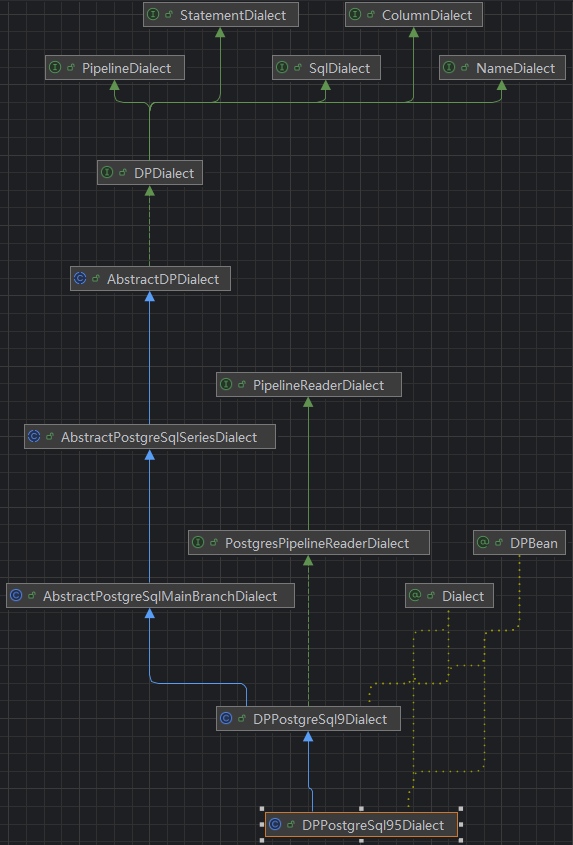 StatementDialect
ColumnDialect
PipelineDialect
SqlDialect
NameDialect
DPDialect
AbstractDPDialect
PipelineReaderDialect
AbstractPostgreSqlSeriesDialect
PostgresPipelineReaderDialect
DPBean
AbstractPostgreSqlMainBranchDialect
Dialect
DPPostgreSql9Dialect
DPPostgreSql95Dialect